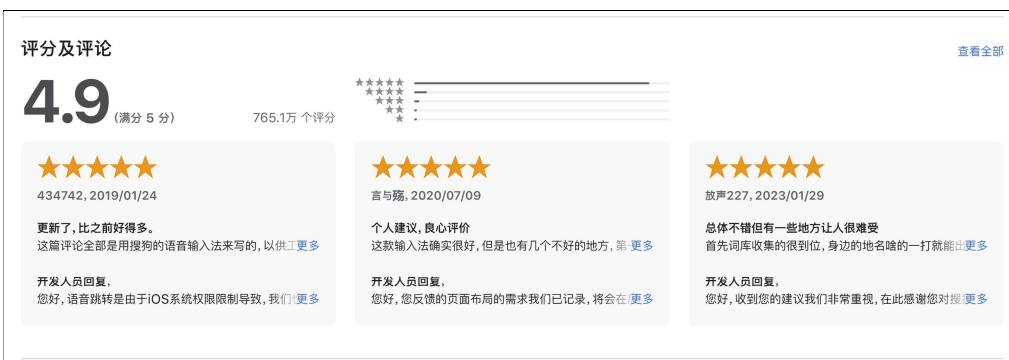 评分及评论
查看全部
4.9 (满分 5 分)
765.1万 个评分
434742, 2019/01/24
更新了,比之前好得多。
这篇评论全部是用搜狗的语音输入法来写的,以供工更多
开发人员回复,
您好,语音跳转是由于iOS系统权限限制导致,我们更多
言与殇, 2020/07/09
个人建议,良心评价
这款输入法确实很好,但是也有几个不好的地方,第一更多
开发人员回复,
您好,您反馈的页面布局的需求我们已记录,将会在更多
放声227, 2023/01/29
总体不错但有一些地方让人很难受
首先词库收集的很到位,身边的地名啥的一打就能出更多
开发人员回复,
您好,收到您的建议我们非常重视,在此感谢您对搜更多